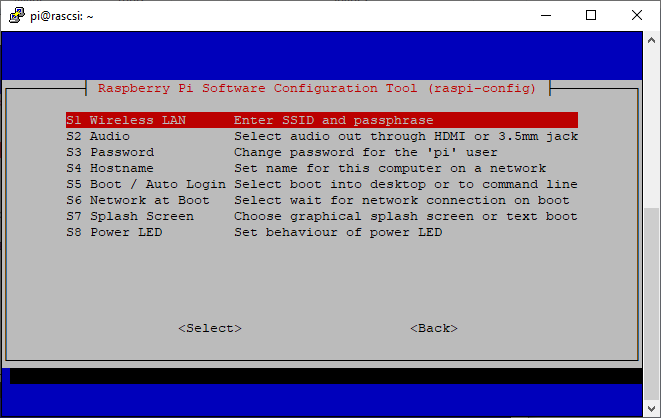 pi@rascsi: ~
Raspberry Pi Software Configuration Tool (raspi-config)
S1 Wireless LAN Enter SSID and passphrase
S2 Audio Select audio out through HDMI or 3.5mm jack
S3 Password Change password for the 'pi' user
S4 Hostname Set name for this computer on a network
S5 Boot / Auto Login Select boot into desktop or to command line
S6 Network at Boot Select wait for network connection on boot
S7 Splash Screen Choose graphical splash screen or text boot
S8 Power LED Set behaviour of power LED
<Select> <Back>